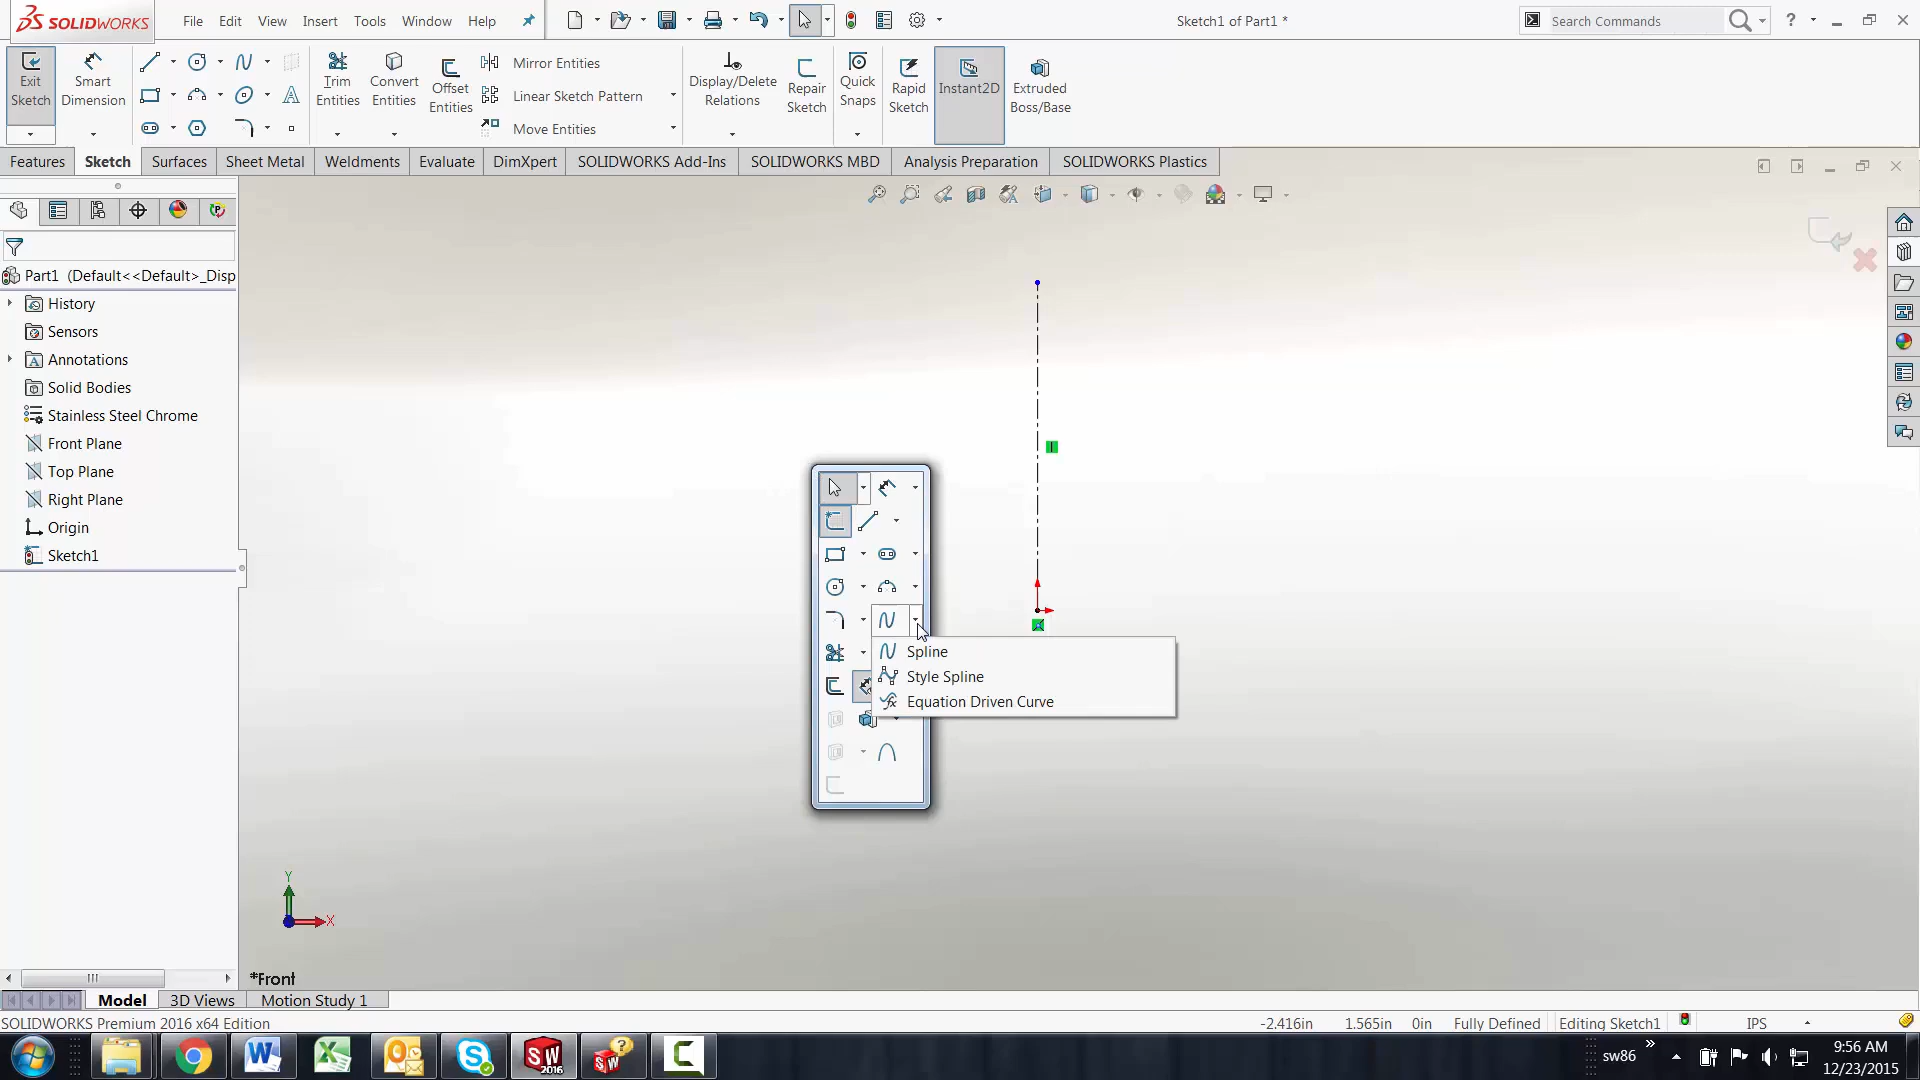 SOLIDWORKS
File Edit View Insert Tools Window Help
Sketch1 of Part1 *
Search Commands
?
Exit Sketch
Smart Dimension
Trim Entities
Convert Entities
Offset Entities
Mirror Entities
Linear Sketch Pattern
Move Entities
Display/Delete Relations
Repair Sketch
Quick Snaps
Rapid Sketch
Instant2D
Extruded Boss/Base
Features Sketch Surfaces Sheet Metal Weldments Evaluate DimXpert SOLIDWORKS Add-Ins SOLIDWORKS MBD Analysis Preparation SOLIDWORKS Plastics
Part1 (Default<<Default>_Disp
History
Sensors
Annotations
Solid Bodies
Stainless Steel Chrome
Front Plane
Top Plane
Right Plane
Origin
Sketch1
Spline
Style Spline
Equation Driven Curve
Y
X
*Front
Model 3D Views Motion Study 1
SOLIDWORKS Premium 2016 x64 Edition
-2.416in 1.565in 0in Fully Defined Editing Sketch1 IPS
SW 2016
sw86
9:56 AM
12/23/2015